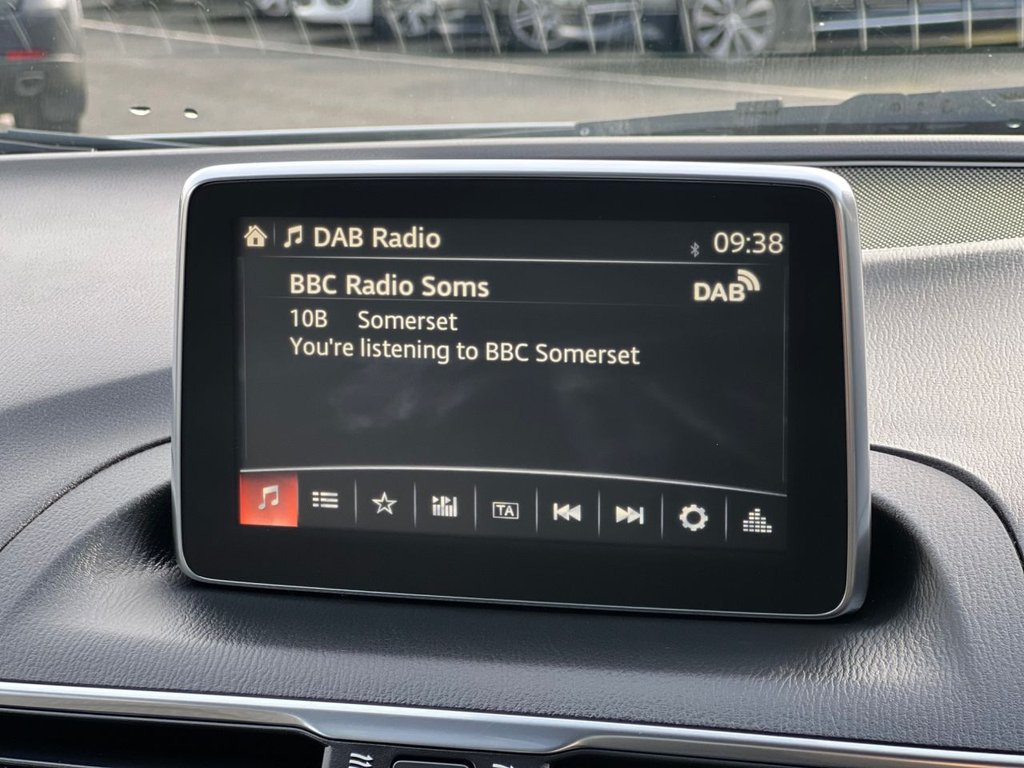 DAB Radio 09:38
BBC Radio Soms DAB
10B Somerset
You're listening to BBC Somerset
TA